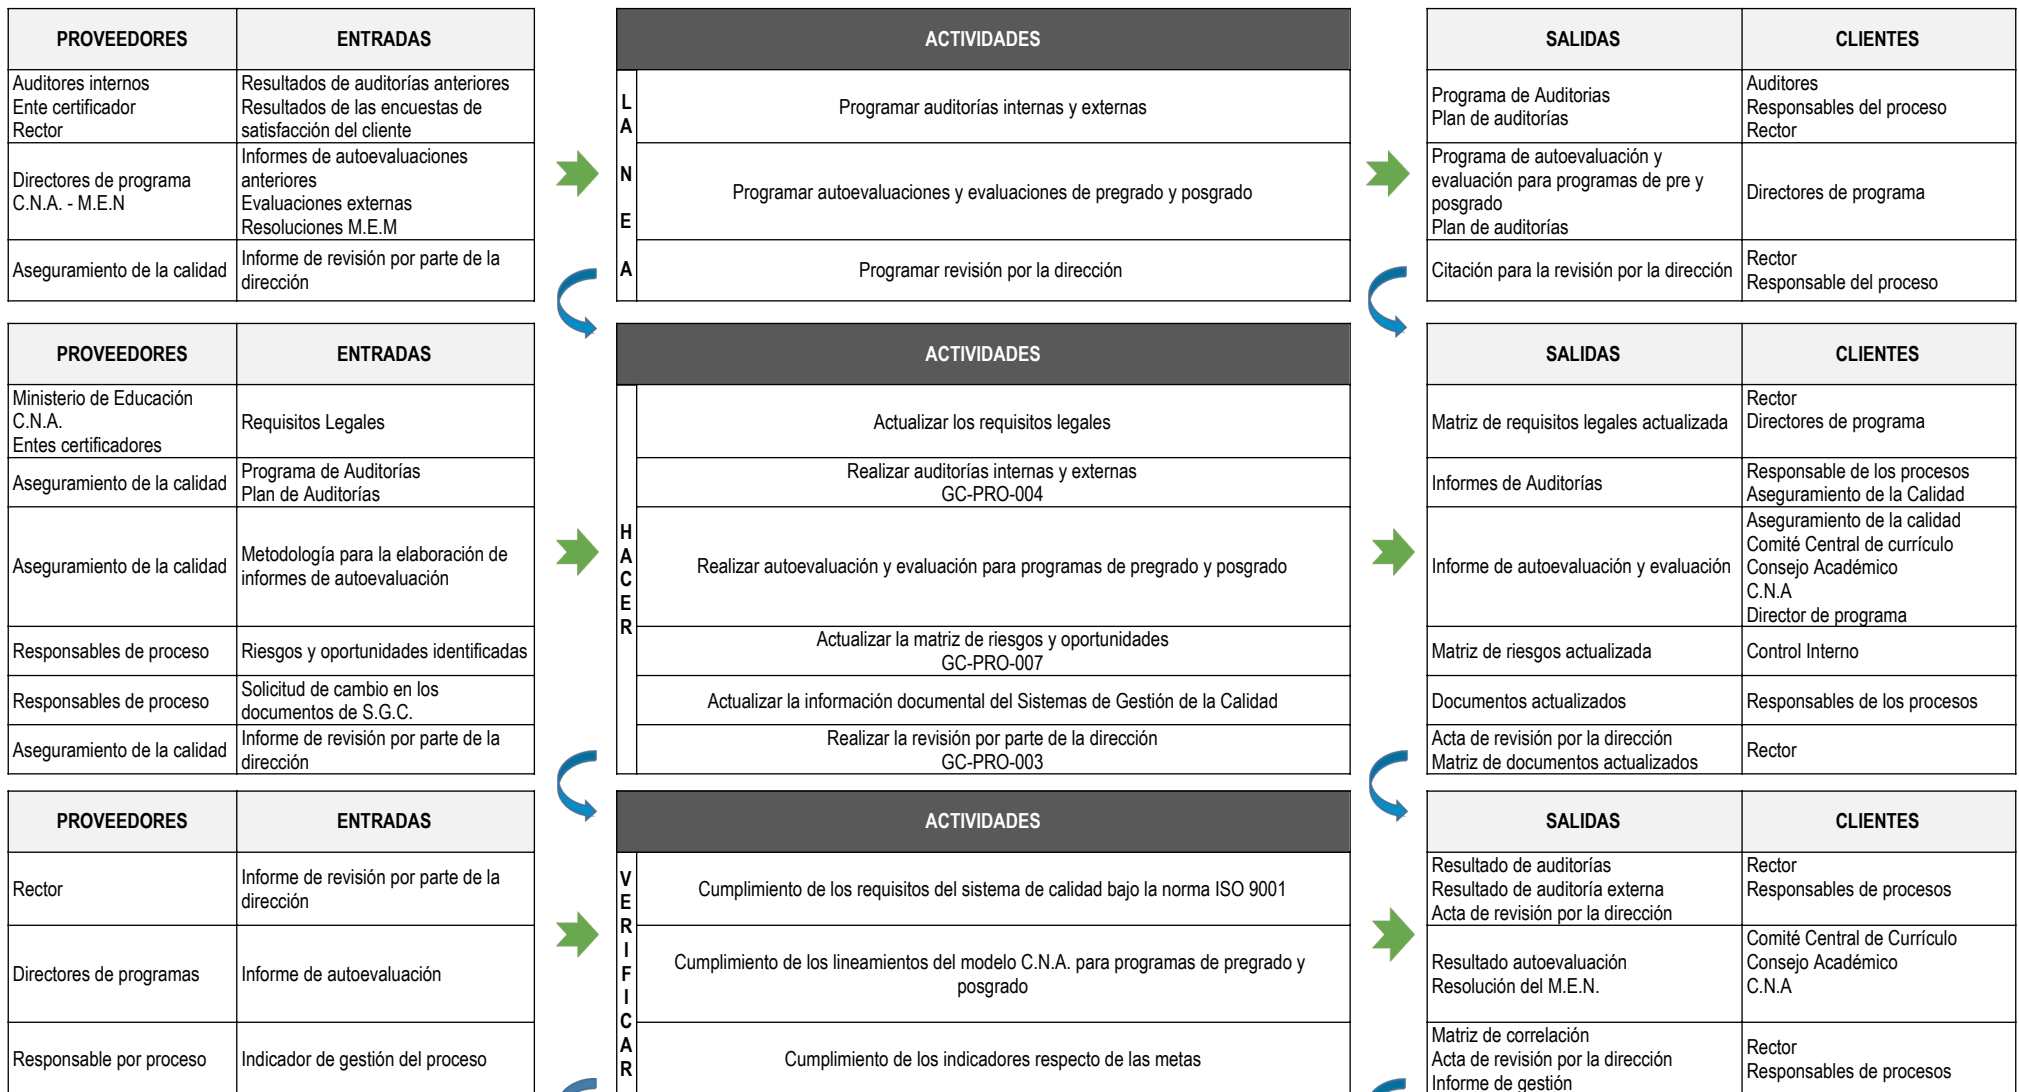 PROVEEDORES
ENTRADAS
ACTIVIDADES
SALIDAS
CLIENTES
Auditores internos
Ente certificador
Rector
Resultados de auditorías anteriores
Resultados de las encuestas de
satisfacción del cliente
L
A
N
E
A
Programar auditorías internas y externas
Programa de Auditorias
Plan de auditorías
Auditores
Responsables del proceso
Rector
Directores de programa
C.N.A. - M.E.N
Informes de autoevaluaciones
anteriores
Evaluaciones externas
Resoluciones M.E.M
Programar autoevaluaciones y evaluaciones de pregrado y posgrado
Programa de autoevaluación y
evaluación para programas de pre y
posgrado
Plan de auditorías
Directores de programa
Aseguramiento de la calidad
Informe de revisión por parte de la
dirección
Programar revisión por la dirección
Citación para la revisión por la dirección
Rector
Responsable del proceso
PROVEEDORES
ENTRADAS
ACTIVIDADES
SALIDAS
CLIENTES
Ministerio de Educación
C.N.A.
Entes certificadores
Requisitos Legales
H
A
C
E
R
Actualizar los requisitos legales
Matriz de requisitos legales actualizada
Rector
Directores de programa
Aseguramiento de la calidad
Programa de Auditorías
Plan de Auditorías
Realizar auditorías internas y externas
GC-PRO-004
Informes de Auditorías
Responsable de los procesos
Aseguramiento de la Calidad
Aseguramiento de la calidad
Metodología para la elaboración de
informes de autoevaluación
Realizar autoevaluación y evaluación para programas de pregrado y posgrado
Informe de autoevaluación y evaluación
Aseguramiento de la calidad
Comité Central de currículo
Consejo Académico
C.N.A
Director de programa
Responsables de proceso
Riesgos y oportunidades identificadas
Actualizar la matriz de riesgos y oportunidades
GC-PRO-007
Matriz de riesgos actualizada
Control Interno
Responsables de proceso
Solicitud de cambio en los
documentos de S.G.C.
Actualizar la información documental del Sistemas de Gestión de la Calidad
Documentos actualizados
Responsables de los procesos
Aseguramiento de la calidad
Informe de revisión por parte de la
dirección
Realizar la revisión por parte de la dirección
GC-PRO-003
Acta de revisión por la dirección
Matriz de documentos actualizados
Rector
PROVEEDORES
ENTRADAS
ACTIVIDADES
SALIDAS
CLIENTES
Rector
Informe de revisión por parte de la
dirección
V
E
R
I
F
I
C
A
R
Cumplimiento de los requisitos del sistema de calidad bajo la norma ISO 9001
Resultado de auditorías
Resultado de auditoría externa
Acta de revisión por la dirección
Rector
Responsables de procesos
Directores de programas
Informe de autoevaluación
Cumplimiento de los lineamientos del modelo C.N.A. para programas de pregrado y
posgrado
Resultado autoevaluación
Resolución del M.E.N.
Comité Central de Currículo
Consejo Académico
C.N.A
Responsable por proceso
Indicador de gestión del proceso
Cumplimiento de los indicadores respecto de las metas
Matriz de correlación
Acta de revisión por la dirección
Informe de gestión
Rector
Responsables de procesos